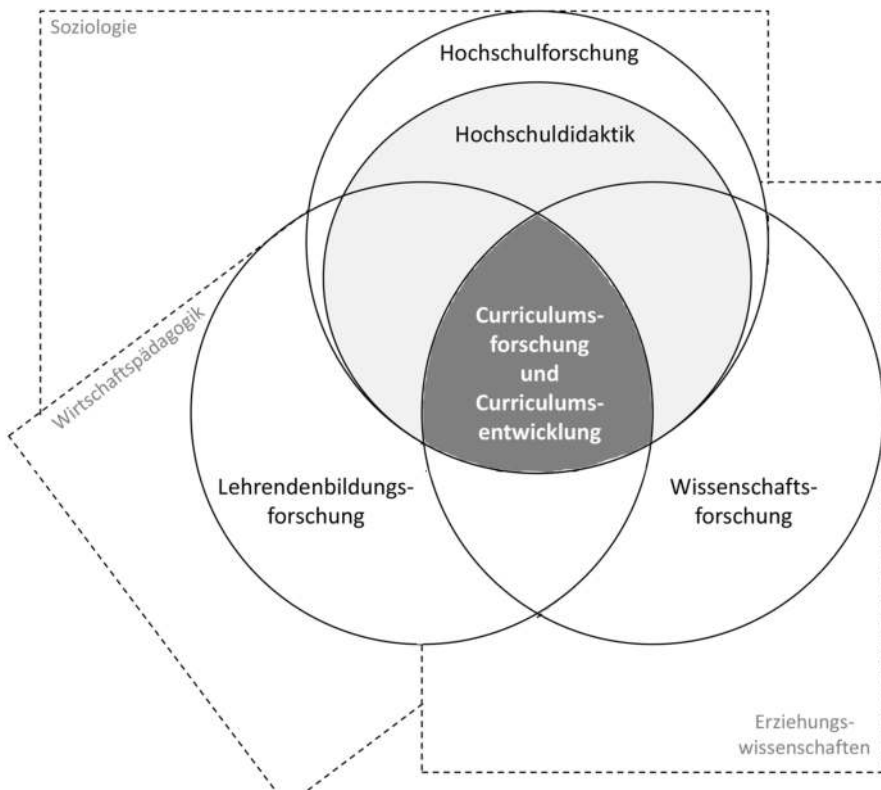 Soziologie
Hochschulforschung
Hochschuldidaktik
Wirtschaftspädagogik
Curriculums-
forschung
und
Curriculums-
entwicklung
Lehrendenbildungs-
forschung
Wissenschafts-
forschung
Erziehungs-
wissenschaften